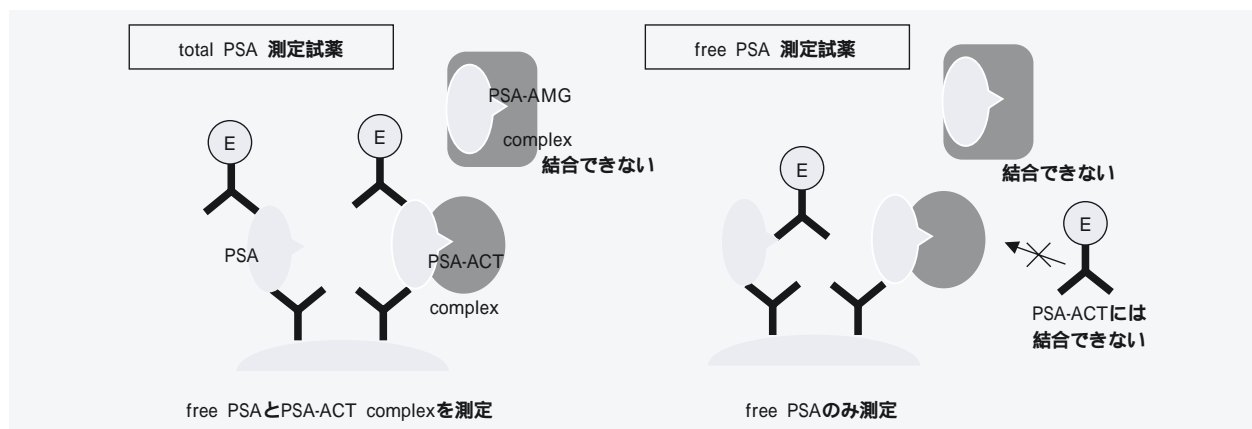 total PSA 測定試薬
E
E
PSA-AMG
complex
結合できない
PSA
PSA-ACT
complex
free PSAとPSA-ACT complexを測定
free PSA 測定試薬
E
結合できない
E
PSA-ACTには
結合できない
free PSAのみ測定